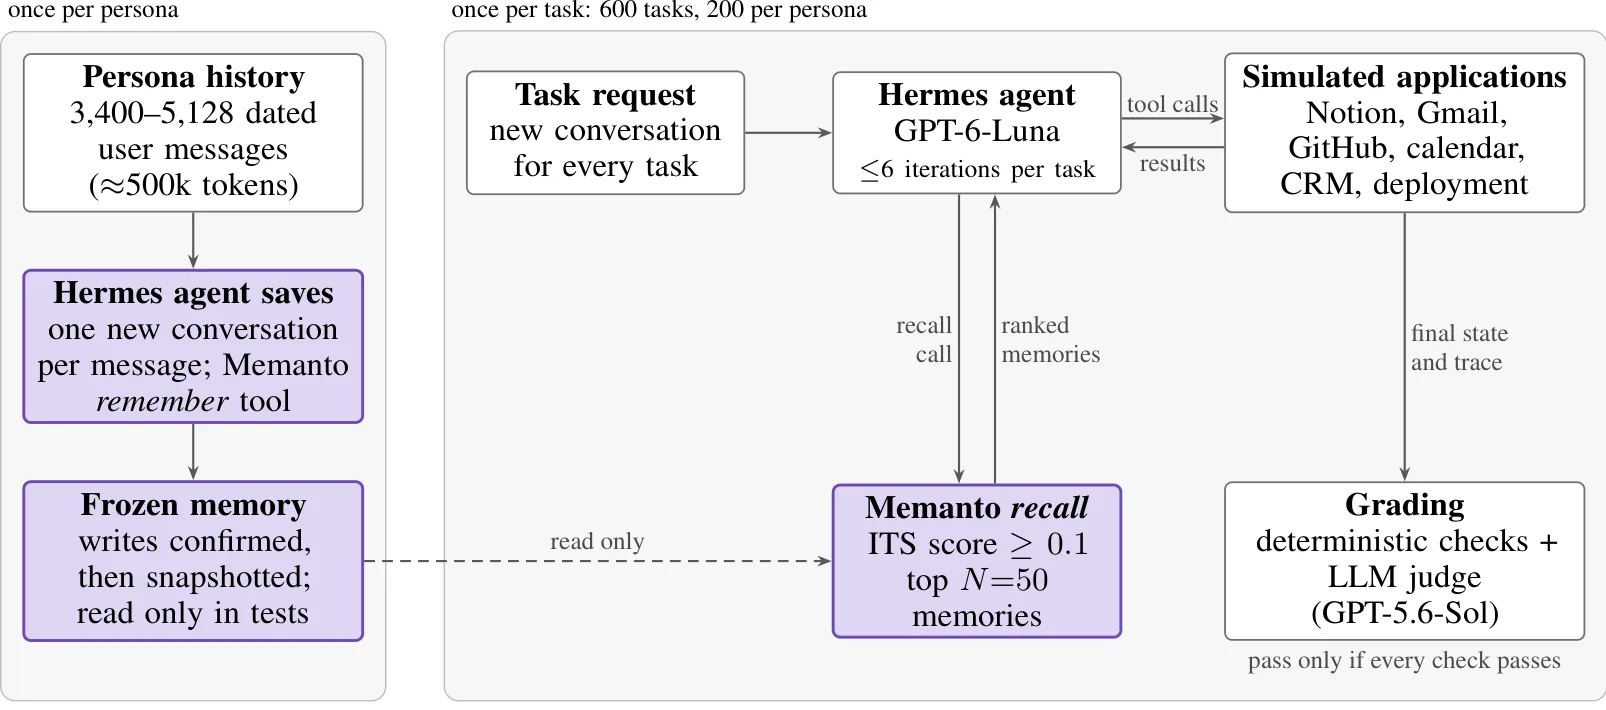 once per persona
Persona history
3,400–5,128 dated
user messages
(≈500k tokens)
Hermes agent saves
one new conversation
per message; Memanto
remember tool
Frozen memory
writes confirmed,
then snapshotted;
read only in tests
once per task: 600 tasks, 200 per persona
Task request
new conversation
for every task
Hermes agent
GPT-6-Luna
≤6 iterations per task
tool calls
results
Simulated applications
Notion, Gmail,
GitHub, calendar,
CRM, deployment
recall
call
ranked
memories
final state
and trace
read only
Memanto recall
ITS score ≥ 0.1
top N=50
memories
Grading
deterministic checks +
LLM judge
(GPT-5.6-Sol)
pass only if every check passes